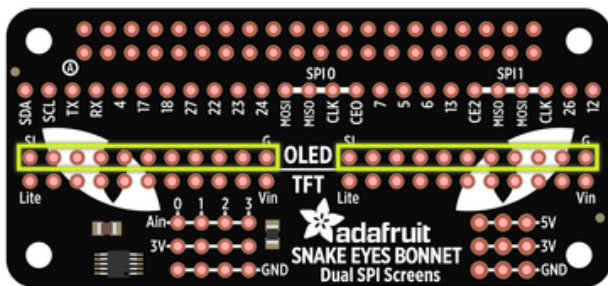 A
SPI0 SPI1
SDA SCL TX RX 4 17 18 27 22 23 24 MOSI MISO CLK CE0 7 5 6 13 CE2 MISO MOSI CLK 26 12
G G
OLED
TFT
Lite Vin Lite Vin
0 1 2 3
Ain
3V
GND
adafruit
SNAKE EYES BONNET
Dual SPI Screens
5V
3V
GND